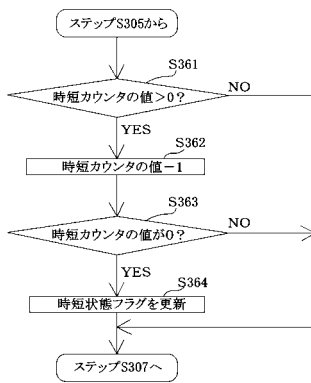 ステップS305から
S361
時短カウンタの値>0?
NO
YES
S362
時短カウンタの値-1
S363
時短カウンタの値が0?
NO
YES
S364
時短状態フラグを更新
ステップS307へ